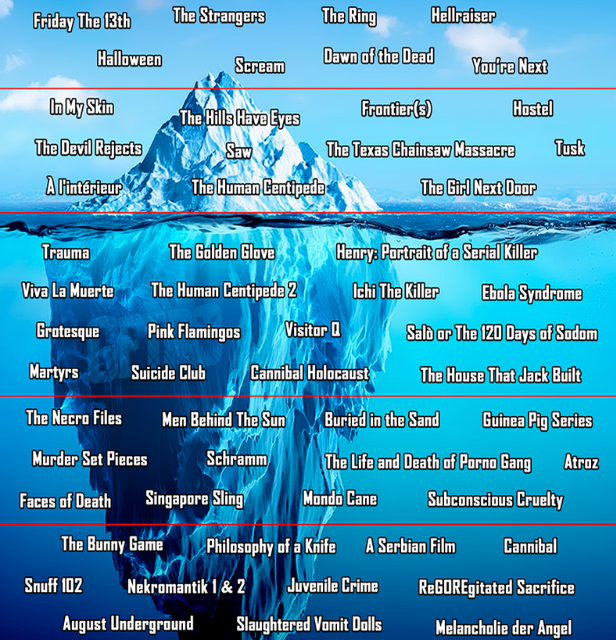 Friday The 13th The Strangers The Ring Hellraiser
Halloween Scream Dawn of the Dead You're Next
In My Skin The Hills Have Eyes Frontier(s) Hostel
The Devil Rejects Saw The Texas Chainsaw Massacre Tusk
À l'intérieur The Human Centipede The Girl Next Door
Trauma The Golden Glove Henry: Portrait of a Serial Killer
Viva La Muerte The Human Centipede 2 Ichi The Killer Ebola Syndrome
Grotesque Pink Flamingos Visitor Q Salò or The 120 Days of Sodom
Martyrs Suicide Club Cannibal Holocaust The House That Jack Built
The Necro Files Men Behind The Sun Buried in the Sand Guinea Pig Series
Murder Set Pieces Schramm The Life and Death of Porno Gang Atroz
Faces of Death Singapore Sling Mondo Cane Subconscious Cruelty
The Bunny Game Philosophy of a Knife A Serbian Film Cannibal
Snuff 102 Nekromantik 1 & 2 Juvenile Crime ReGOREgitated Sacrifice
August Underground Slaughtered Vomit Dolls Melancholie der Angel